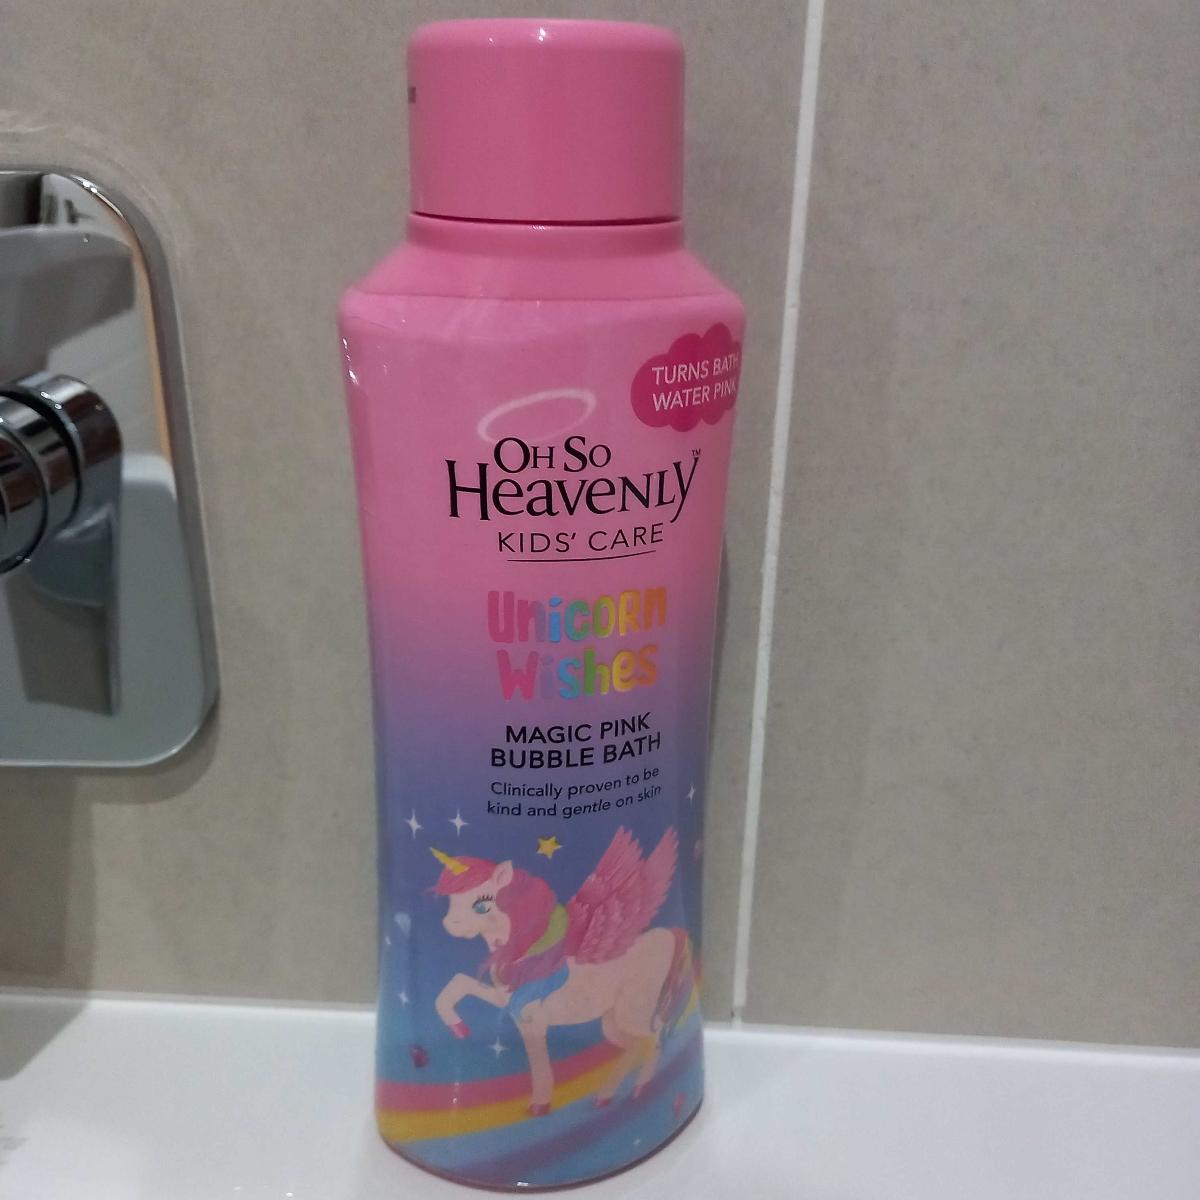 TURNS BATH
WATER PINK
OH SO
HEAVENLY™
KIDS' CARE
Unicorn
Wishes
MAGIC PINK
BUBBLE BATH
Clinically proven to be
kind and gentle on skin